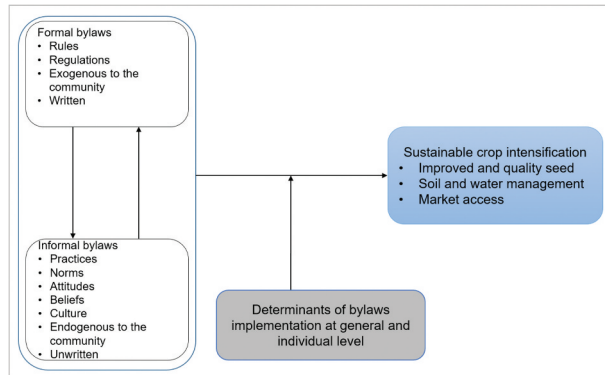 Formal bylaws
• Rules
• Regulations
• Exogenous to the
community
• Written
Informal bylaws
• Practices
• Norms
• Attitudes
• Beliefs
• Culture
• Endogenous to the
community
• Unwritten
Sustainable crop intensification
• Improved and quality seed
• Soil and water management
• Market access
Determinants of bylaws
implementation at general and
individual level